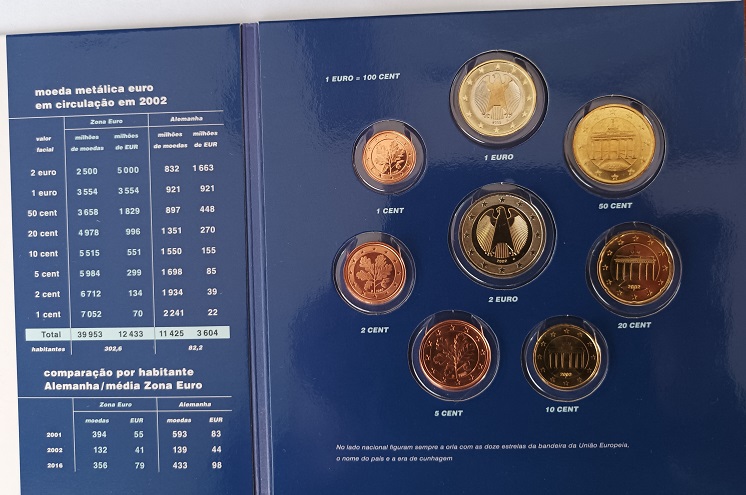 moeda metálica euro
em circulação em 2002
Zona Euro Alemanha
valor facial milhões de moedas milhões de EUR milhões de moedas milhões de EUR
2 euro 2 500 5 000 832 1 663
1 euro 3 554 3 554 921 921
50 cent 3 658 1 829 897 448
20 cent 4 978 996 1 351 270
10 cent 5 515 551 1 550 155
5 cent 5 984 299 1 698 85
2 cent 6 712 134 1 934 39
1 cent 7 052 70 2 241 22
Total 39 953 12 433 11 425 3 604
habitantes 302,6 82,2
comparação por habitante
Alemanha/média Zona Euro
Zona Euro Alemanha
moedas EUR moedas EUR
2001 394 55 593 83
2002 132 41 139 44
2016 356 79 433 98
1 EURO = 100 CENT
1 EURO
1 CENT
50 CENT
2 EURO
2002
2 CENT
20 CENT
2002
5 CENT
10 CENT
2002
No lado nacional figuram sempre a orla com as doze estrelas da bandeira da União Europeia,
o nome do país e a era de cunhagem